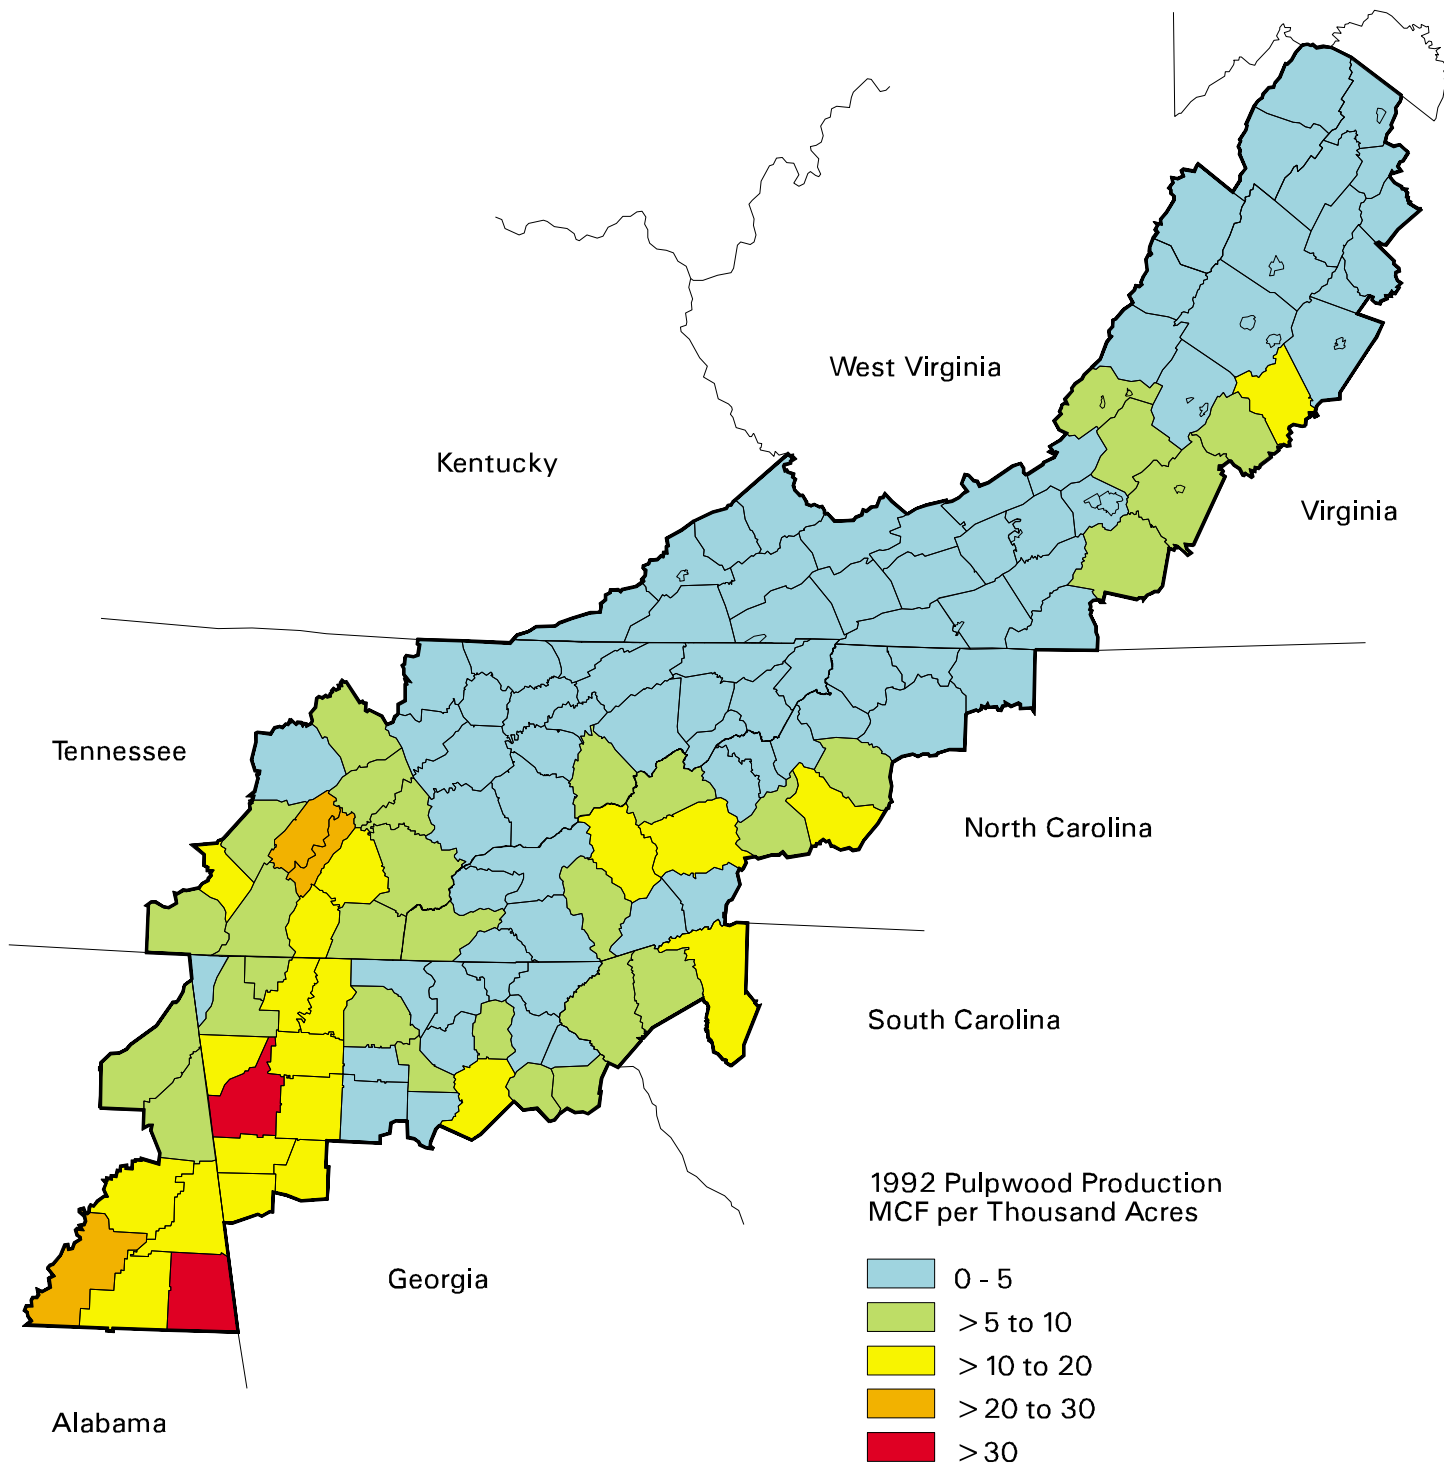 West Virginia
Kentucky
Virginia
Tennessee
North Carolina
South Carolina
1992 Pulpwood Production
MCF per Thousand Acres
Georgia
0 - 5
> 5 to 10
> 10 to 20
> 20 to 30
> 30
Alabama